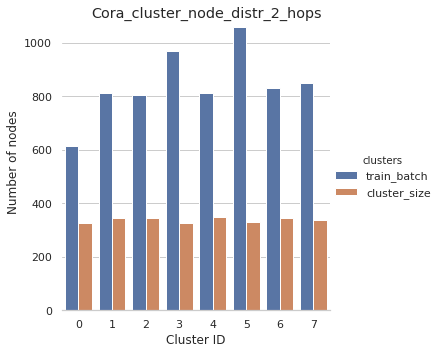 Cora_cluster_node_distr_2_hops
1000
800
600
400
200
0
Number of nodes
0 1 2 3 4 5 6 7
Cluster ID
clusters
train_batch
cluster_size